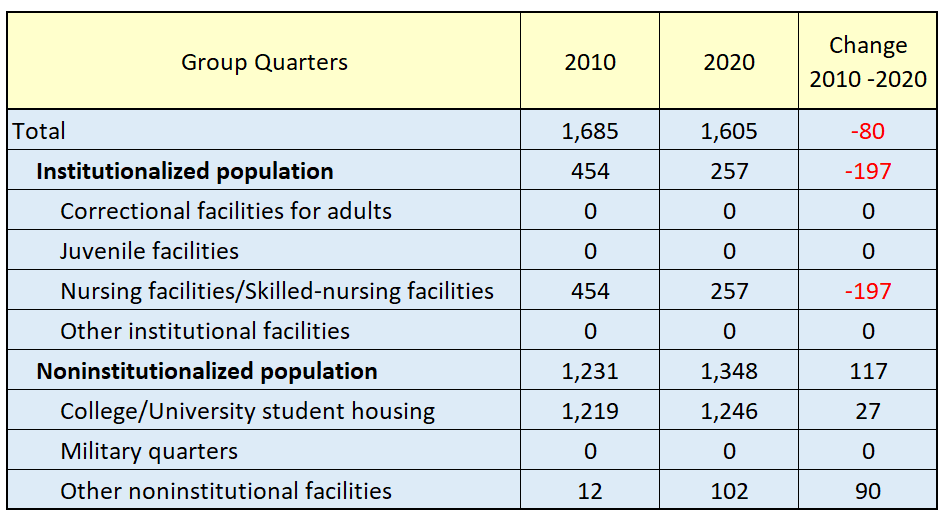 Group Quarters 2010 2020 Change 2010 -2020
Total 1,685 1,605 -80
Institutionalized population 454 257 -197
Correctional facilities for adults 0 0 0
Juvenile facilities 0 0 0
Nursing facilities/Skilled-nursing facilities 454 257 -197
Other institutional facilities 0 0 0
Noninstitutionalized population 1,231 1,348 117
College/University student housing 1,219 1,246 27
Military quarters 0 0 0
Other noninstitutional facilities 12 102 90